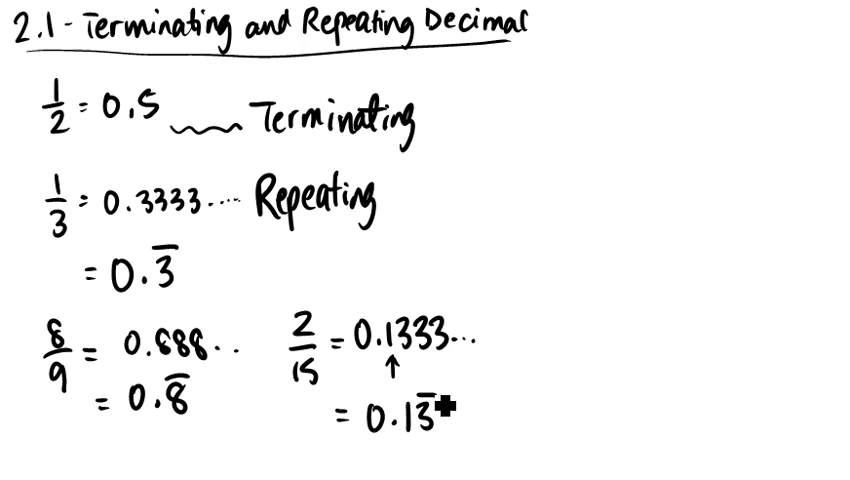 2.1 - Terminating and Repeating Decimal
1/2 = 0.5 Terminating
1/3 = 0.3333.... Repeating
= 0.3̅
8/9 = 0.888... 2/15 = 0.1333...
↑
= 0.8̅ = 0.13̅